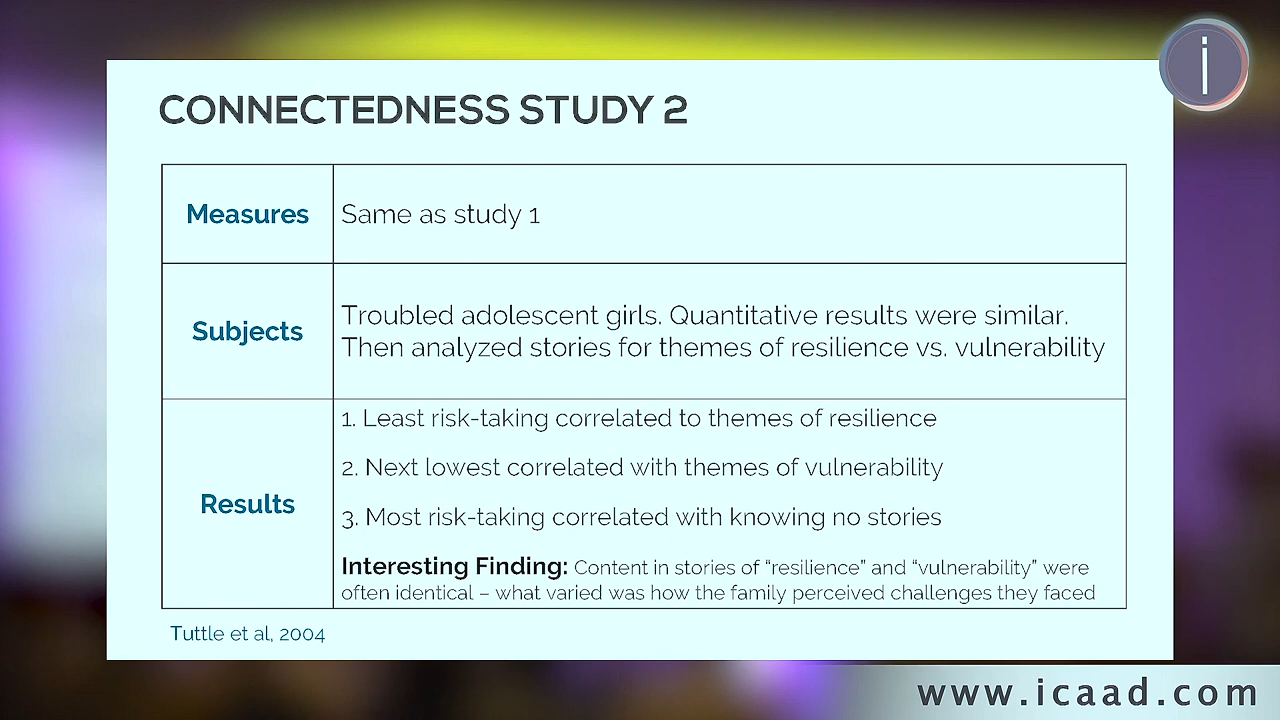 i
CONNECTEDNESS STUDY 2
Measures
Same as study 1
Subjects
Troubled adolescent girls. Quantitative results were similar.
Then analyzed stories for themes of resilience vs. vulnerability
Results
1. Least risk-taking correlated to themes of resilience
2. Next lowest correlated with themes of vulnerability
3. Most risk-taking correlated with knowing no stories
Interesting Finding: Content in stories of “resilience” and “vulnerability” were
often identical – what varied was how the family perceived challenges they faced
Tuttle et al, 2004
www.icaad.com